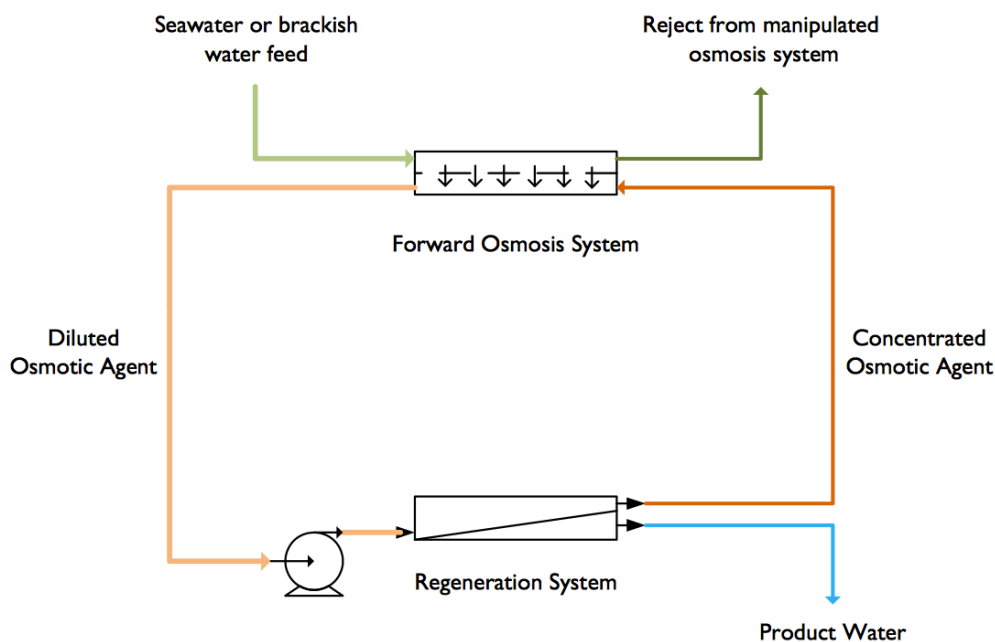 Seawater or brackish
water feed
Reject from manipulated
osmosis system
Forward Osmosis System
Diluted
Osmotic Agent
Concentrated
Osmotic Agent
Regeneration System
Product Water